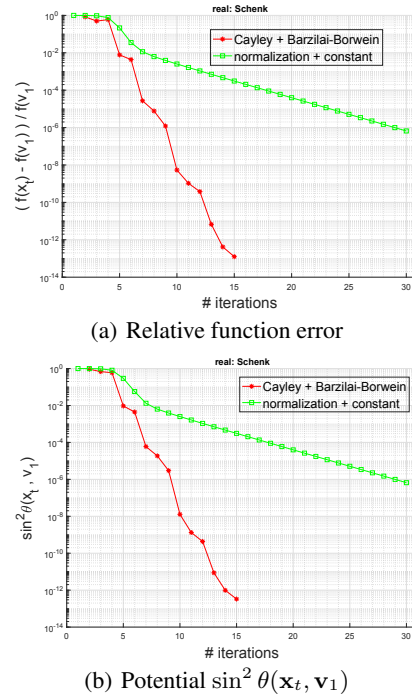 real: Schenk
Cayley + Barzilai-Borwein
normalization + constant
( f(x_t) - f(v_1) ) / f(v_1)
10^0
10^-2
10^-4
10^-6
10^-8
10^-10
10^-12
10^-14
0 5 10 15 20 25 30
# iterations
(a) Relative function error
real: Schenk
Cayley + Barzilai-Borwein
normalization + constant
sin^2 θ(x_t , v_1)
10^0
10^-2
10^-4
10^-6
10^-8
10^-10
10^-12
10^-14
0 5 10 15 20 25 30
# iterations
(b) Potential sin² θ(x_t, v_1)